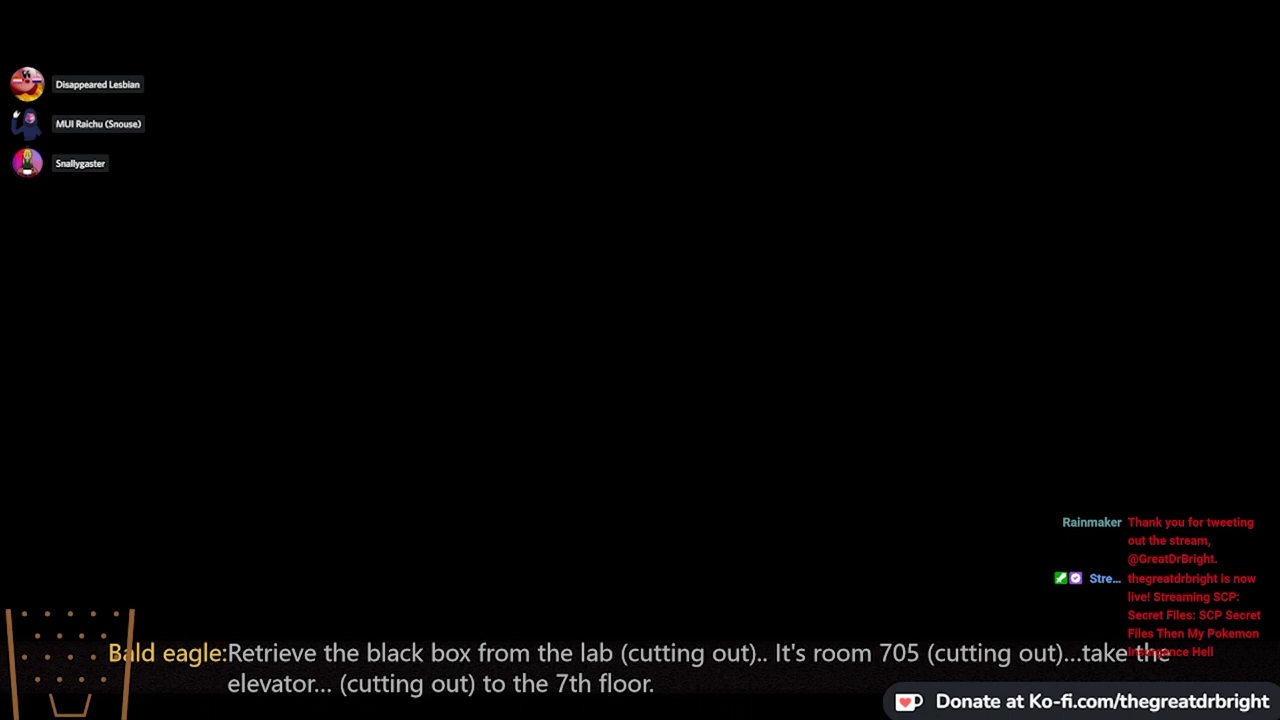 Disappeared Lesbian
MUI Raichu (Snouse)
Snallygaster
Rainmaker Thank you for tweeting
out the stream,
@GreatDrBright.
Stre... thegreatdrbright is now
live! Streaming SCP:
Secret Files: SCP Secret
Files Then My Pokemon
Insurgence Hell
Bald eagle:Retrieve the black box from the lab (cutting out).. It's room 705 (cutting out)...take the
elevator... (cutting out) to the 7th floor.
Donate at Ko-fi.com/thegreatdrbright